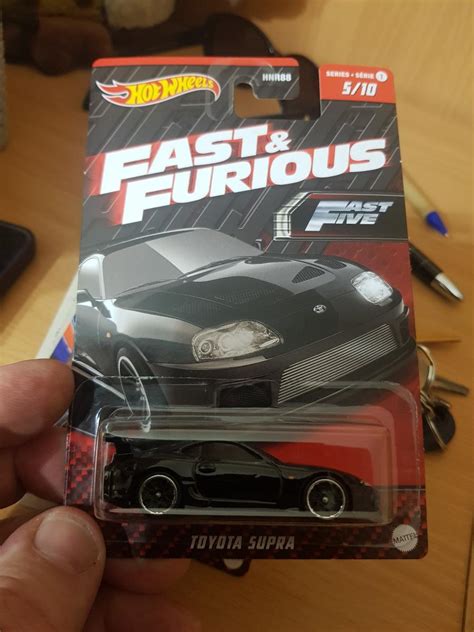 HOT WHEELS
HNR88
SERIES • SÉRIE 1
5/10
FAST &
FURIOUS
FAST
FIVE
TOYOTA SUPRA
MATTEL